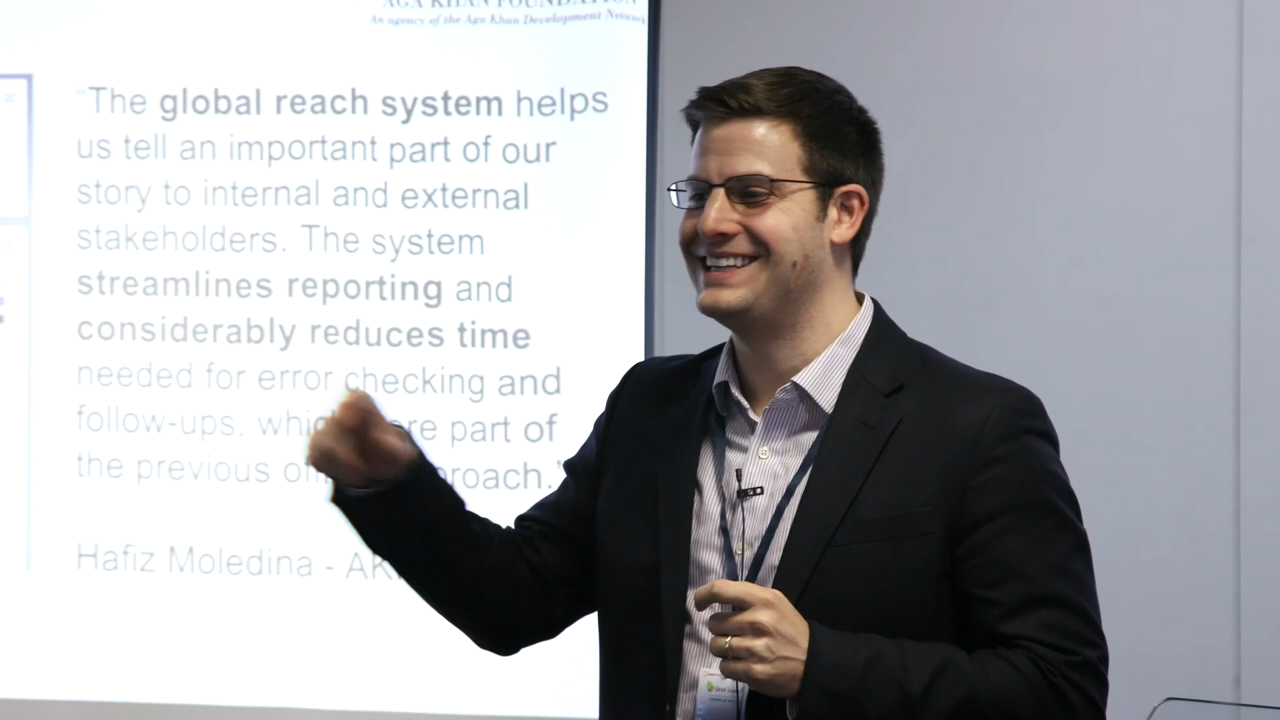 AGA KHAN FOUNDATION
An agency of the Aga Khan Development Network
"The global reach system helps
us tell an important part of our
story to internal and external
stakeholders. The system
streamlines reporting and
considerably reduces time
needed for error checking and
follow-ups, part of
the previous
Hafiz Moledina -